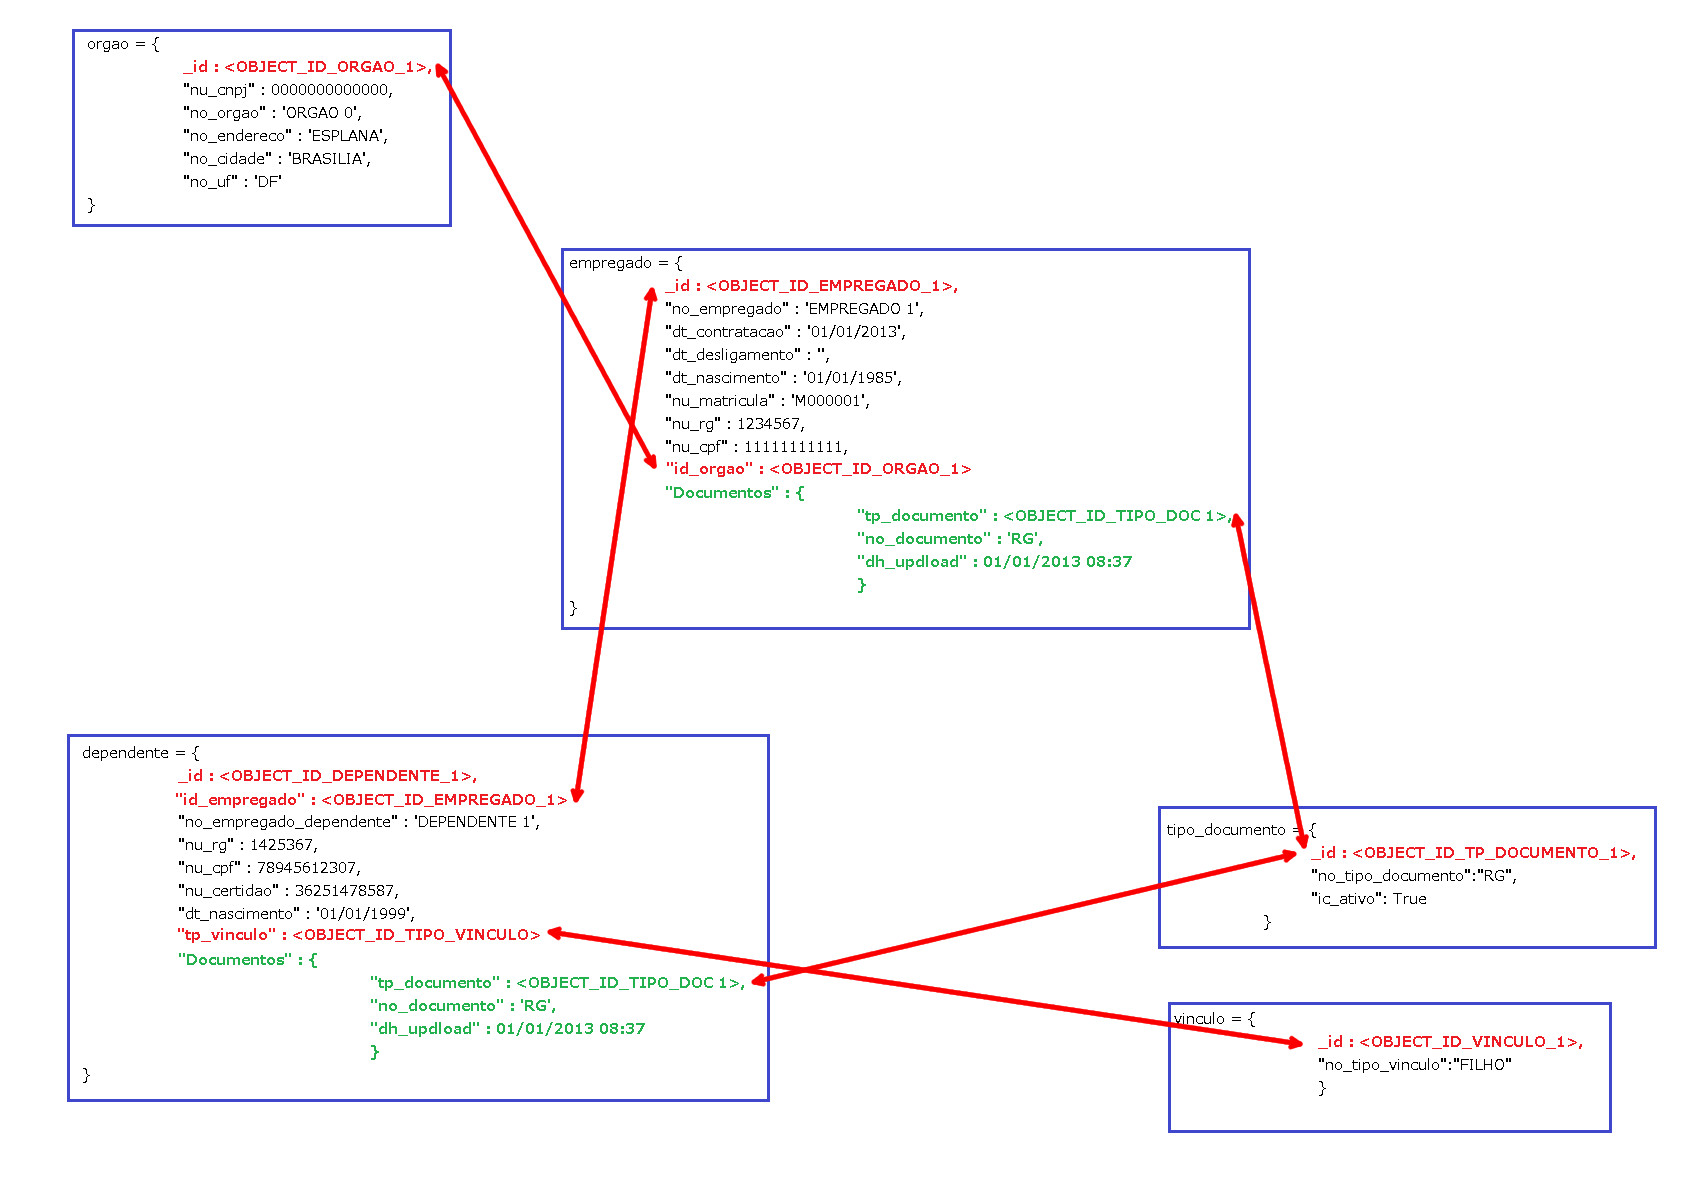 orgao = {
_id : <OBJECT_ID_ORGAO_1>,
"nu_cnpj" : 0000000000000,
"no_orgao" : 'ORGAO 0',
"no_endereco" : 'ESPLANA',
"no_cidade" : 'BRASILIA',
"no_uf" : 'DF'
}
empregado = {
_id : <OBJECT_ID_EMPREGADO_1>,
"no_empregado" : 'EMPREGADO 1',
"dt_contratacao" : '01/01/2013',
"dt_desligamento" : '',
"dt_nascimento" : '01/01/1985',
"nu_matricula" : 'M000001',
"nu_rg" : 1234567,
"nu_cpf" : 11111111111,
"id_orgao" : <OBJECT_ID_ORGAO_1>
"Documentos" : {
"tp_documento" : <OBJECT_ID_TIPO_DOC 1>,
"no_documento" : 'RG',
"dh_updload" : 01/01/2013 08:37
}
}
dependente = {
_id : <OBJECT_ID_DEPENDENTE_1>,
"id_empregado" : <OBJECT_ID_EMPREGADO_1>
"no_empregado_dependente" : 'DEPENDENTE 1',
"nu_rg" : 1425367,
"nu_cpf" : 78945612307,
"nu_certidao" : 36251478587,
"dt_nascimento" : '01/01/1999',
"tp_vinculo" : <OBJECT_ID_TIPO_VINCULO>
"Documentos" : {
"tp_documento" : <OBJECT_ID_TIPO_DOC 1>,
"no_documento" : 'RG',
"dh_updload" : 01/01/2013 08:37
}
}
tipo_documento = {
_id : <OBJECT_ID_TP_DOCUMENTO_1>,
"no_tipo_documento":"RG",
"ic_ativo": True
}
vinculo = {
_id : <OBJECT_ID_VINCULO_1>,
"no_tipo_vinculo":"FILHO"
}